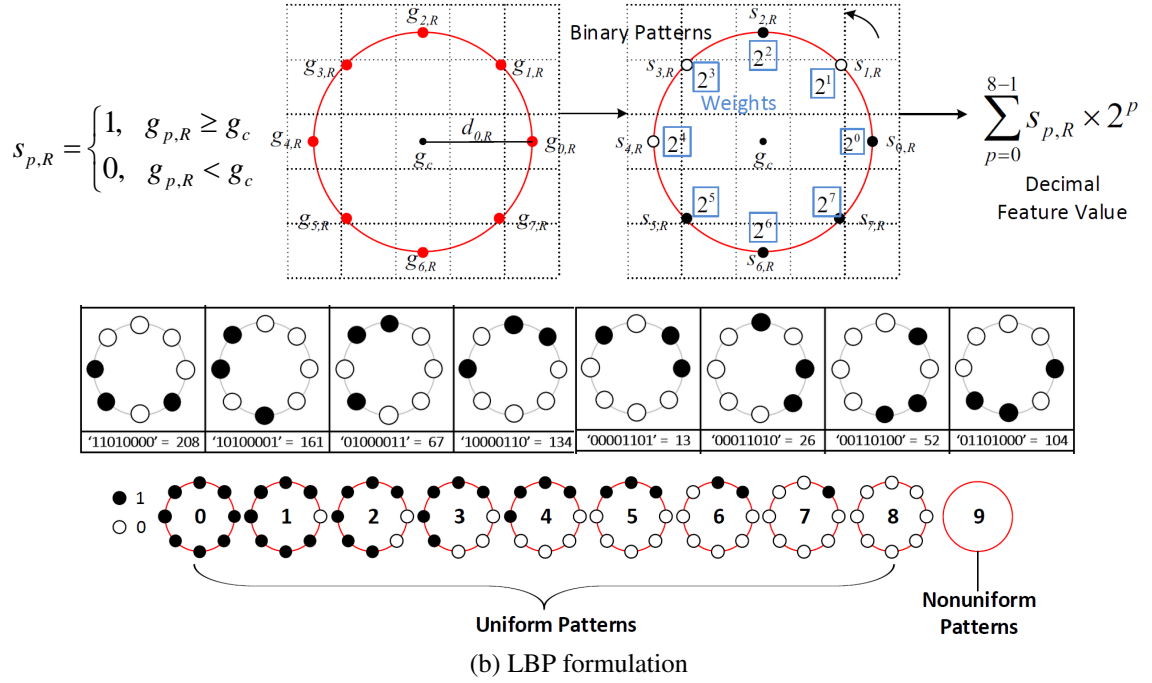 s_{p,R} = { 1, g_{p,R} ≥ g_c
0, g_{p,R} < g_c
g_{2,R}
g_{3,R}
g_{1,R}
g_{4,R}
d_{0,R}
g_{0,R}
g_c
g_{5,R}
g_{7,R}
g_{6,R}
Binary Patterns
s_{2,R}
2^2
s_{3,R}
2^3
2^1
s_{1,R}
Weights
s_{4,R}
2^4
g_c
2^0
s_{0,R}
2^5
2^7
s_{5,R}
2^6
s_{7,R}
s_{6,R}
8−1
∑ s_{p,R} × 2^p
p=0
Decimal
Feature Value
'11010000' = 208
'10100001' = 161
'01000011' = 67
'10000110' = 134
'00001101' = 13
'00011010' = 26
'00110100' = 52
'01101000' = 104
1
0
0 1 2 3 4 5 6 7 8 9
Uniform Patterns
Nonuniform
Patterns
(b) LBP formulation